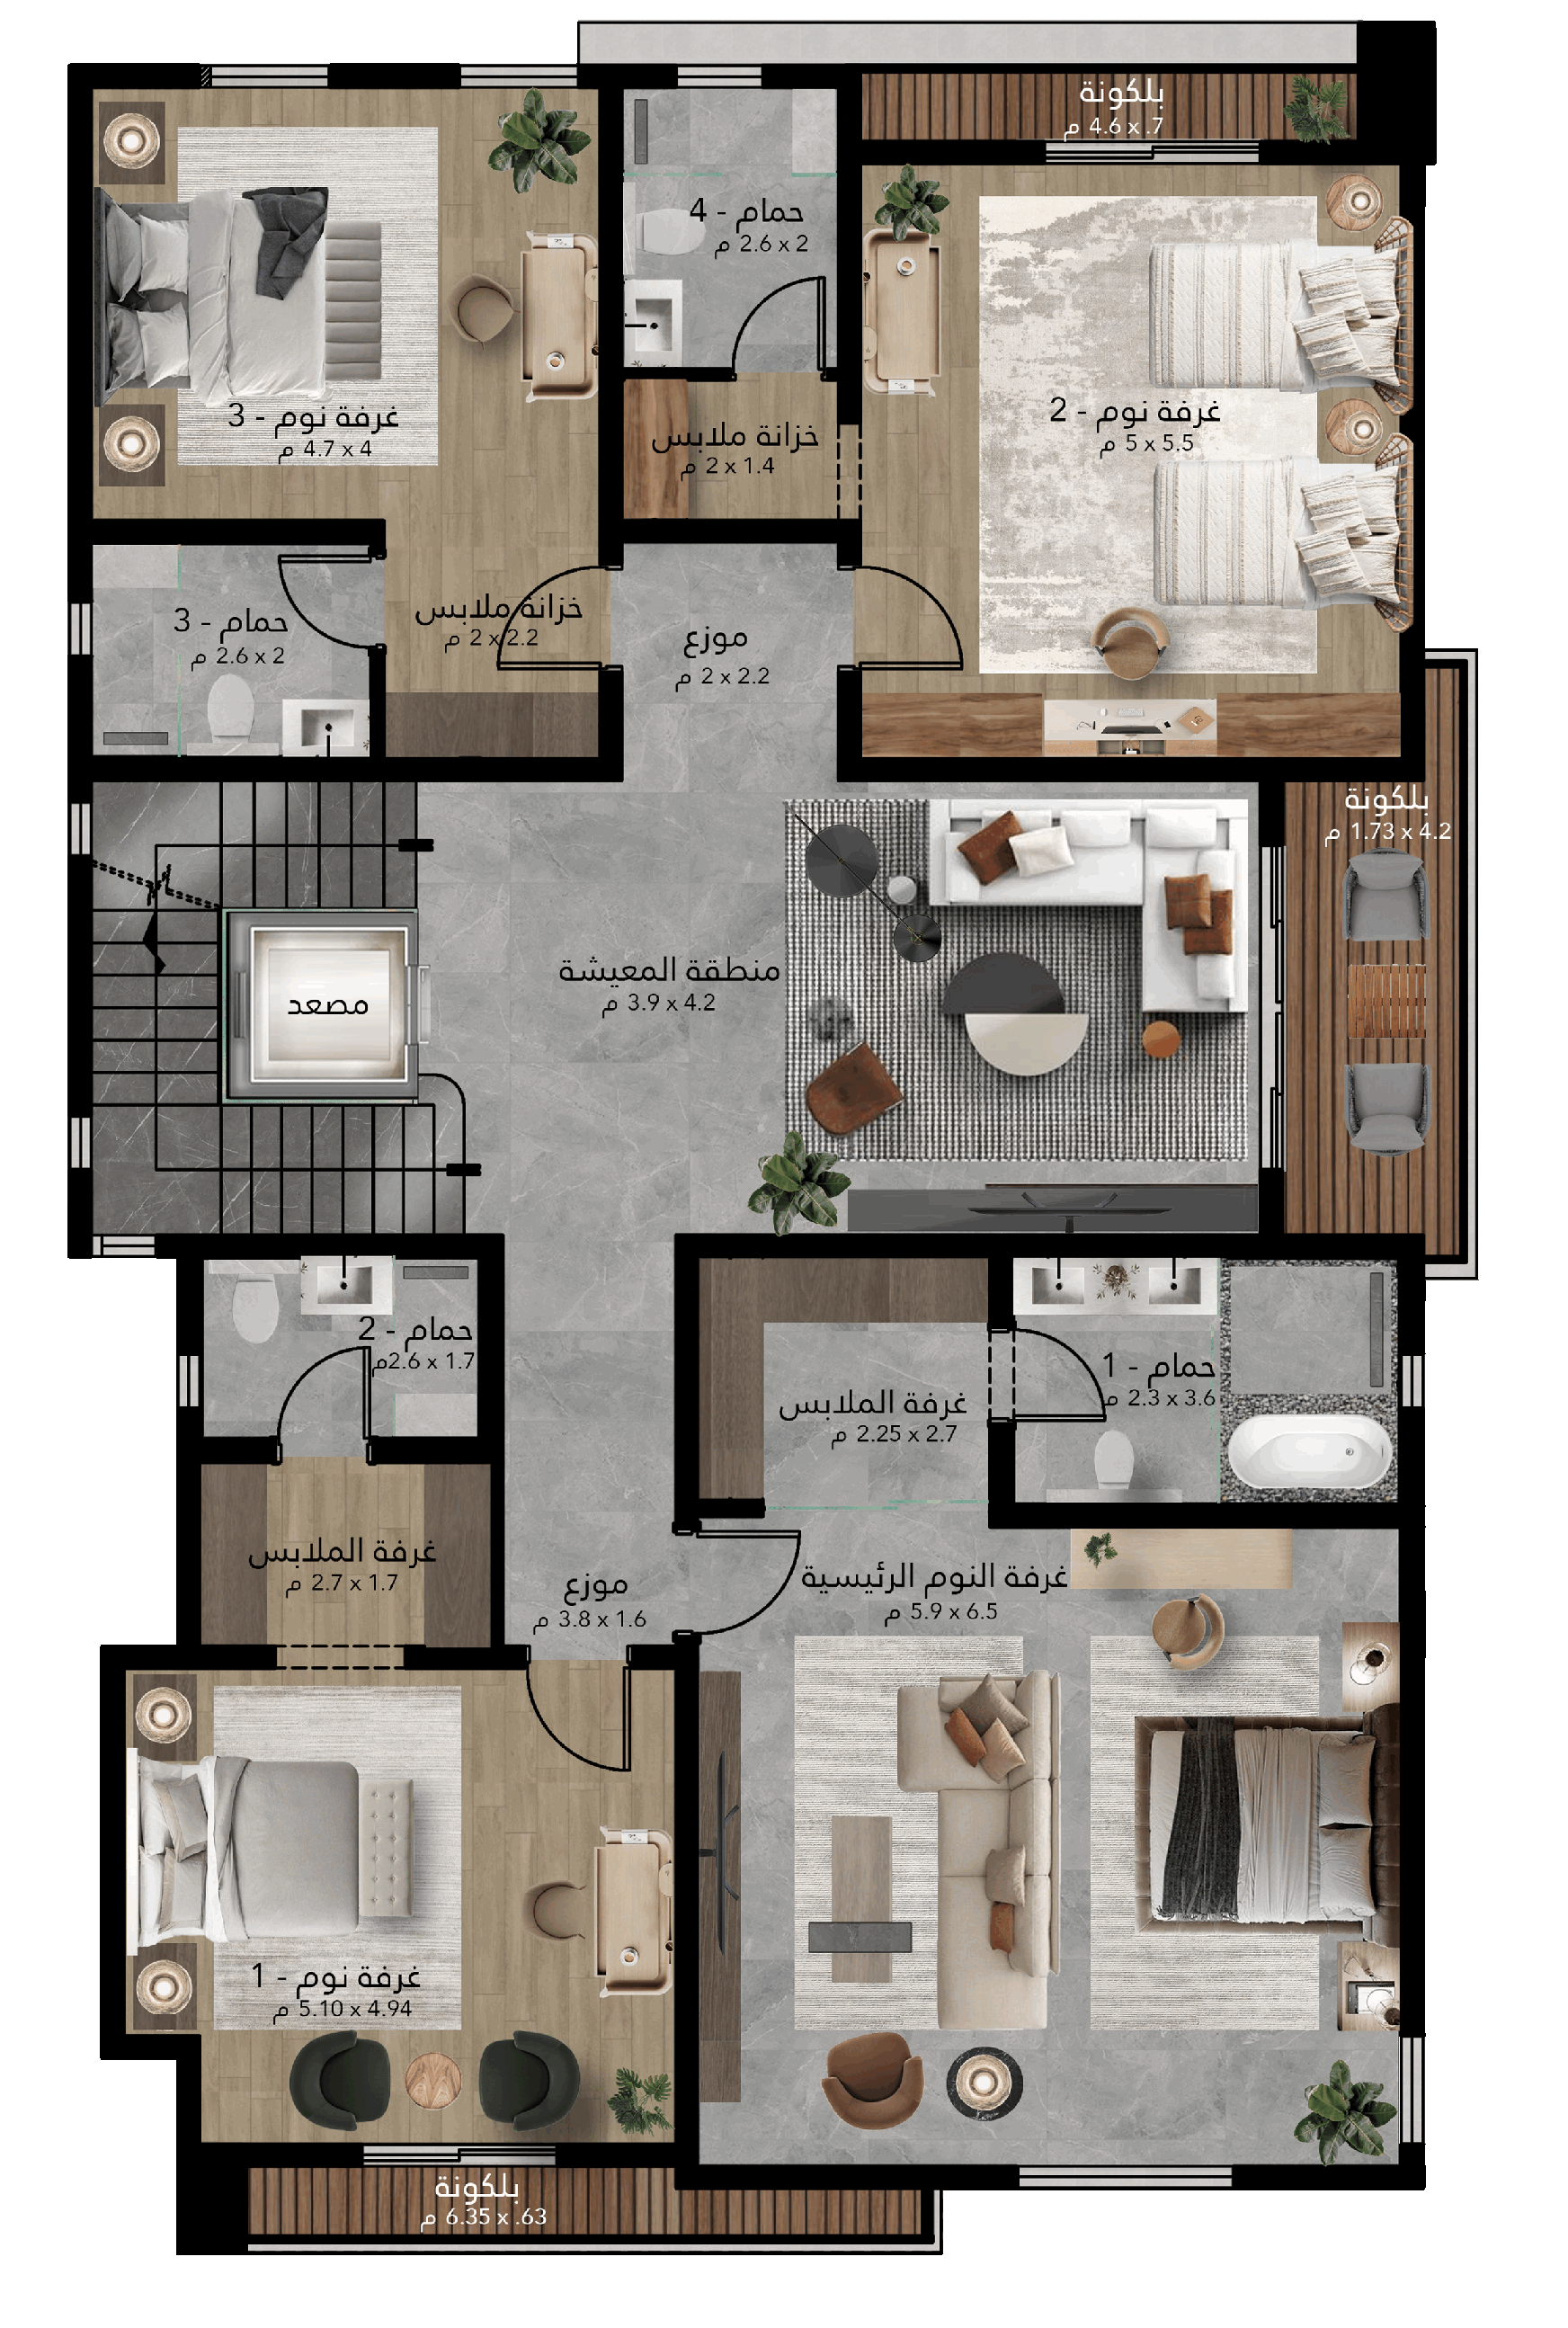 بلكونة
4.6 x .7 م
حمام - 4
2.6 x 2 م
غرفة نوم - 3
4.7 x 4 م
خزانة ملابس
2 x 1.4 م
غرفة نوم - 2
5 x 5.5 م
حمام - 3
2.6 x 2 م
خزانة ملابس
2 x 2.2 م
موزع
2 x 2.2 م
بلكونة
1.73 x 4.2 م
منطقة المعيشة
3.9 x 4.2 م
مصعد
حمام - 2
2.6 x 1.7م
حمام - 1
2.3 x 3.6 م
غرفة الملابس
2.25 x 2.7 م
غرفة الملابس
2.7 x 1.7 م
موزع
3.8 x 1.6 م
غرفة النوم الرئيسية
5.9 x 6.5 م
غرفة نوم - 1
5.10 x 4.94 م
بلكونة
6.35 x .63 م